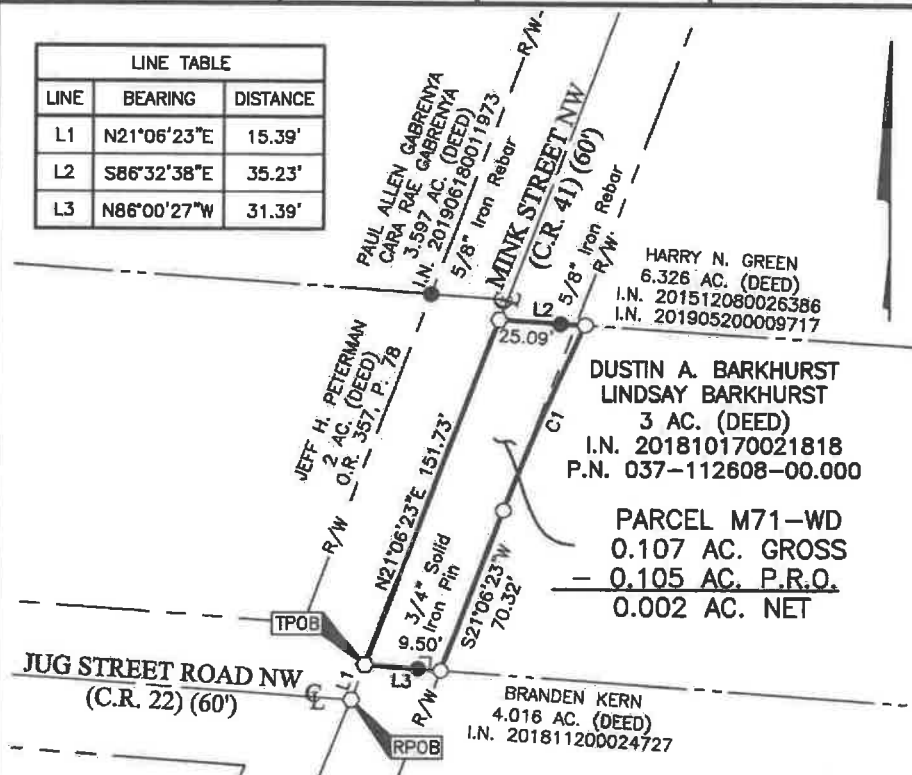 LINE TABLE
LINE BEARING DISTANCE
L1 N21°06'23"E 15.39'
L2 S86°32'38"E 35.23'
L3 N86°00'27"W 31.39'
PAUL ALLEN GABRENYA
CARA RAE GABRENYA
3.597 AC. (DEED)
I.N. 201906180011973
R/W
5/8" Iron Rebar
MINK STREET NW
(C.R. 41) (60')
5/8" Iron Rebar
R/W
HARRY N. GREEN
6.326 AC. (DEED)
I.N. 201512080026386
I.N. 201905200009717
CL
L2
25.09'
JEFF H. PETERMAN
2 AC. (DEED)
O.R. 357, P. 78
R/W
DUSTIN A. BARKHURST
LINDSAY BARKHURST
3 AC. (DEED)
I.N. 201810170021818
P.N. 037-112608-00.000
C1
N21°06'23"E 151.73'
PARCEL M71-WD
0.107 AC. GROSS
- 0.105 AC. P.R.O.
0.002 AC. NET
S21°06'23"W
70.32'
3/4" Solid
Iron Pin
9.50'
TPOB
L3
L1
JUG STREET ROAD NW
(C.R. 22) (60')
CL
R/W
RPOB
BRANDEN KERN
4.016 AC. (DEED)
I.N. 201811200024727